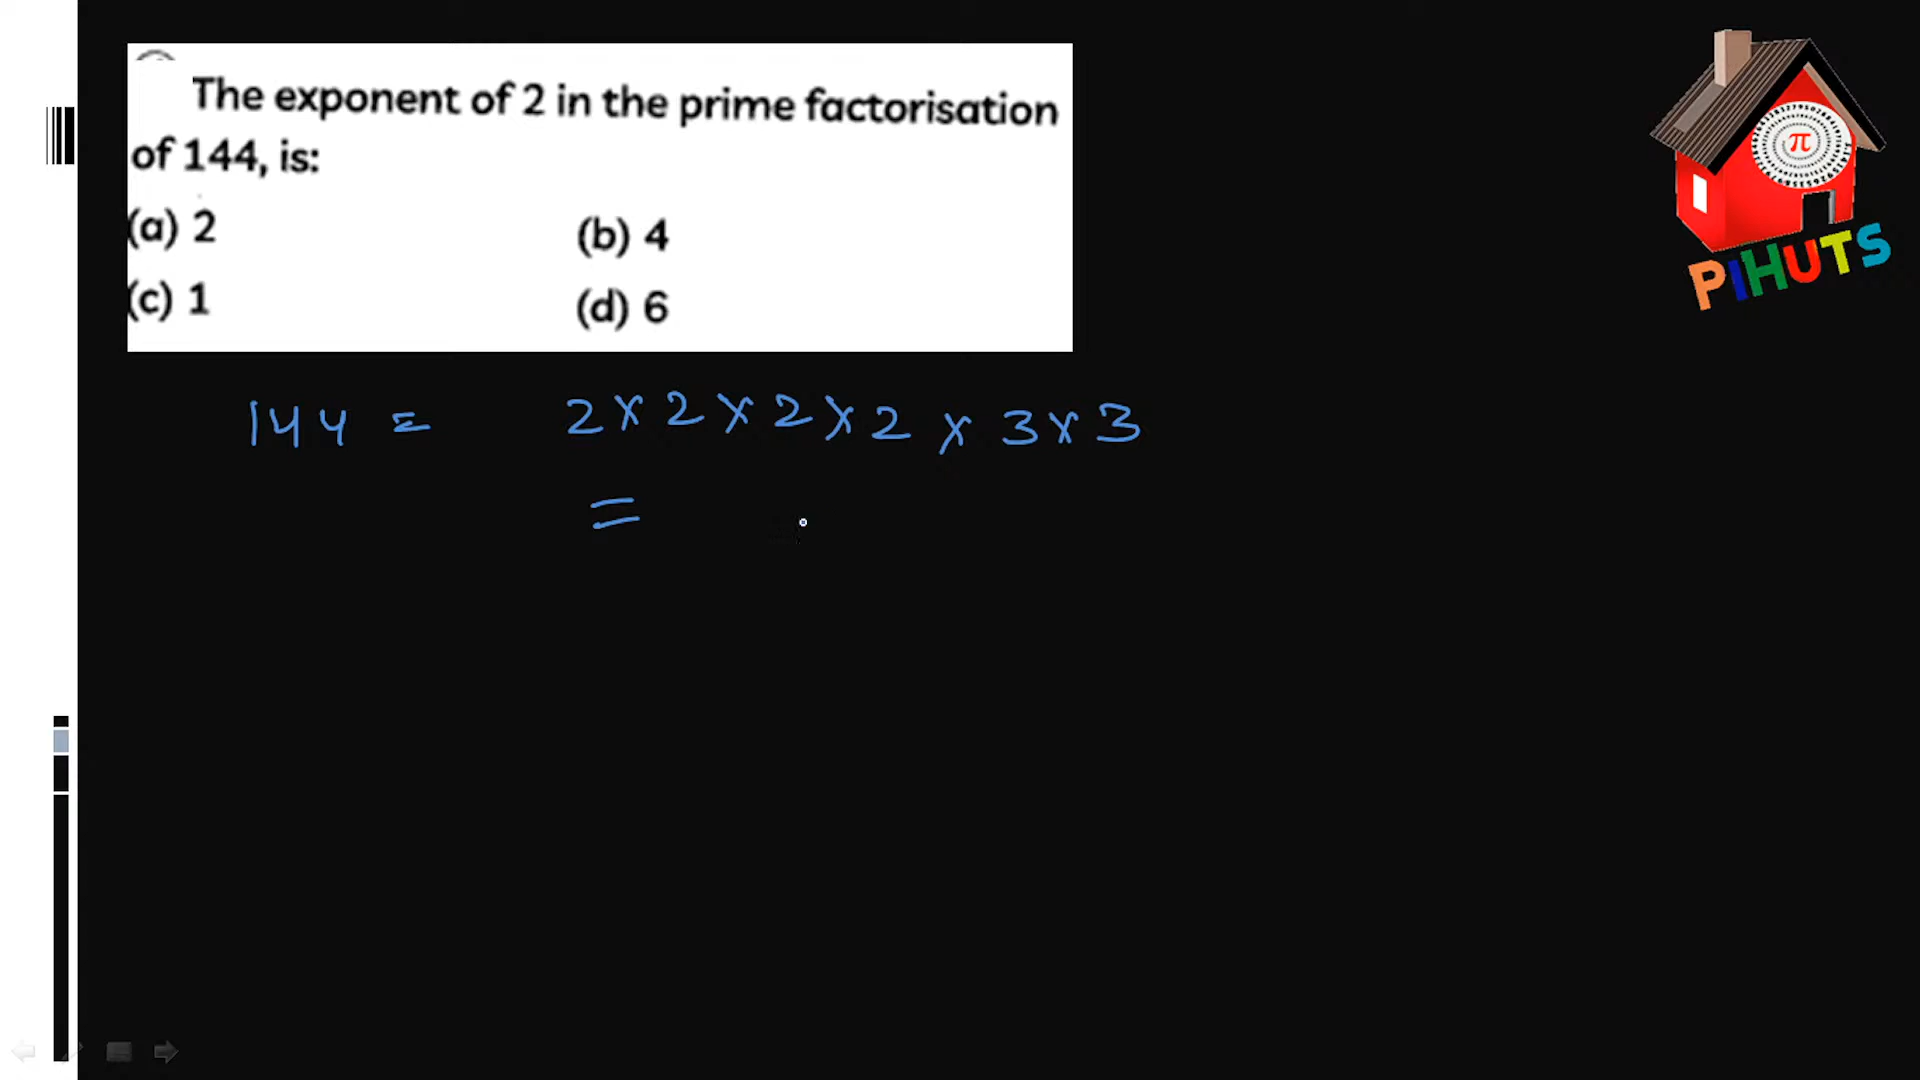 The exponent of 2 in the prime factorisation
of 144, is:
(a) 2 (b) 4
(c) 1 (d) 6
144 = 2 x 2 x 2 x 2 x 3 x 3
=
π
PIHUTS